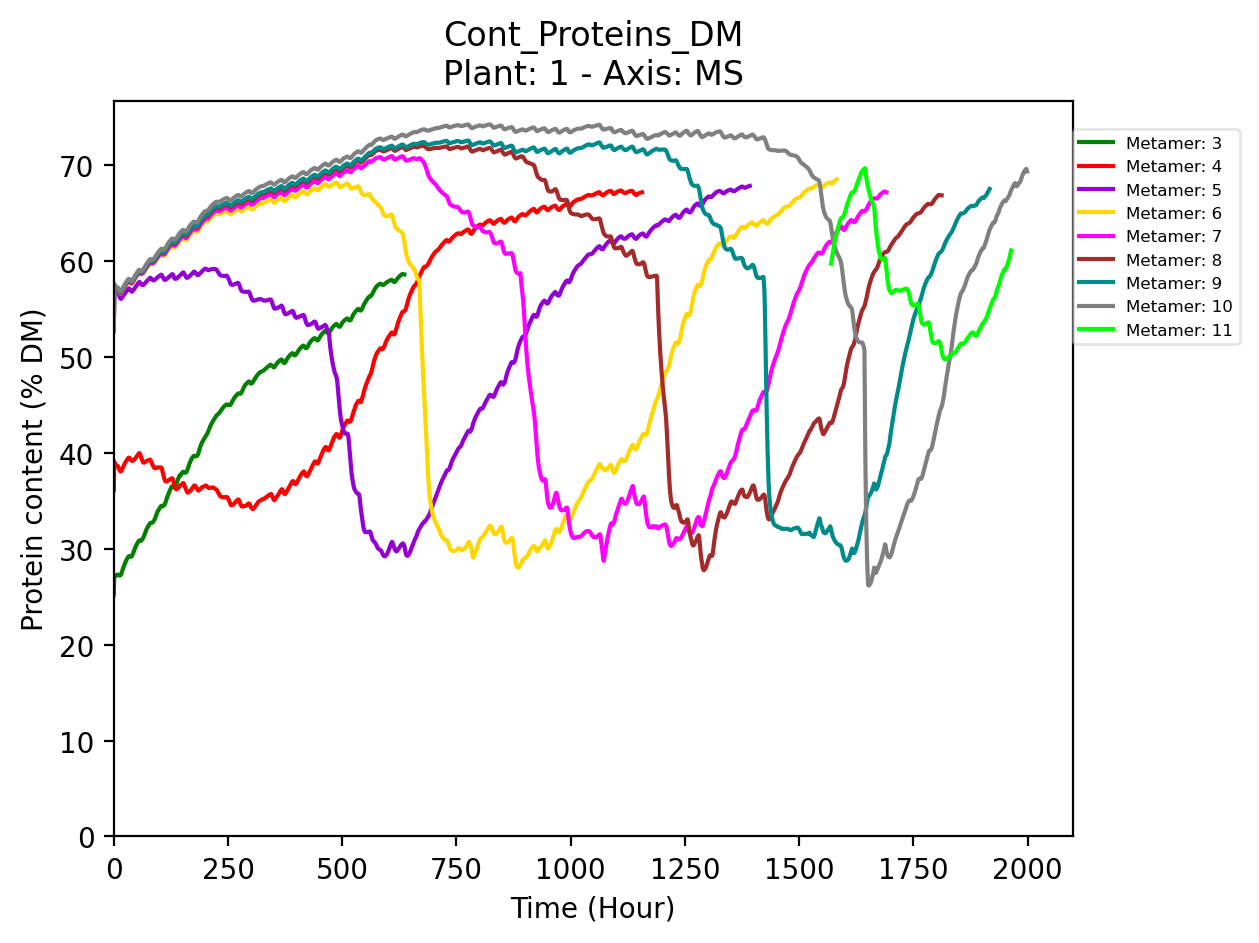 Cont_Proteins_DM
Plant: 1 - Axis: MS
Protein content (% DM)
70
60
50
40
30
20
10
0
0 250 500 750 1000 1250 1500 1750 2000
Time (Hour)
Metamer: 3
Metamer: 4
Metamer: 5
Metamer: 6
Metamer: 7
Metamer: 8
Metamer: 9
Metamer: 10
Metamer: 11